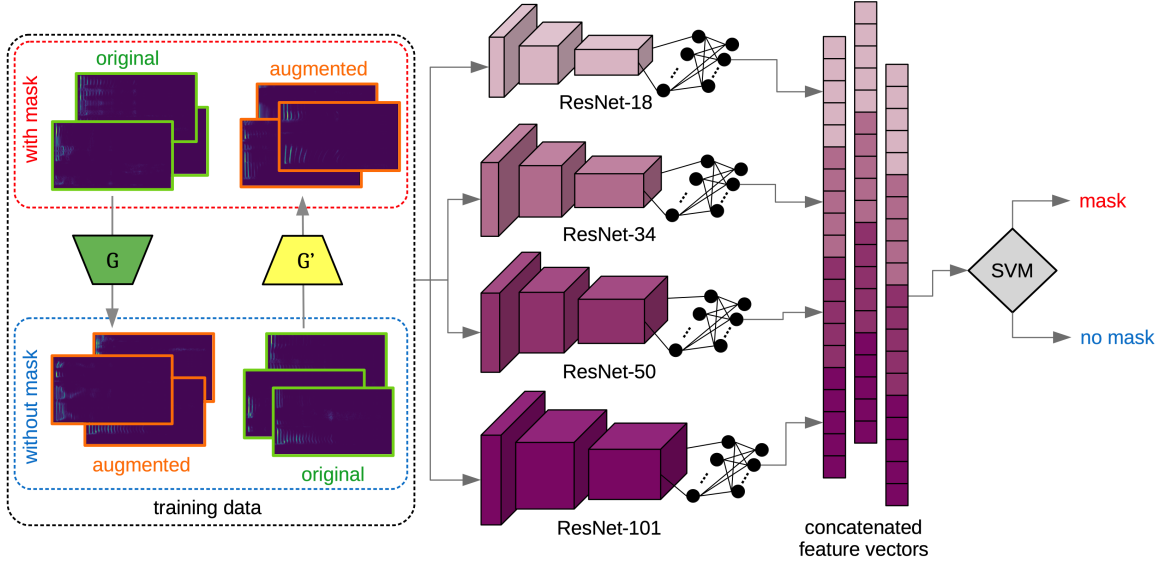 original
augmented
with mask
G
G'
without mask
augmented
original
training data
ResNet-18
ResNet-34
ResNet-50
ResNet-101
concatenated
feature vectors
SVM
mask
no mask